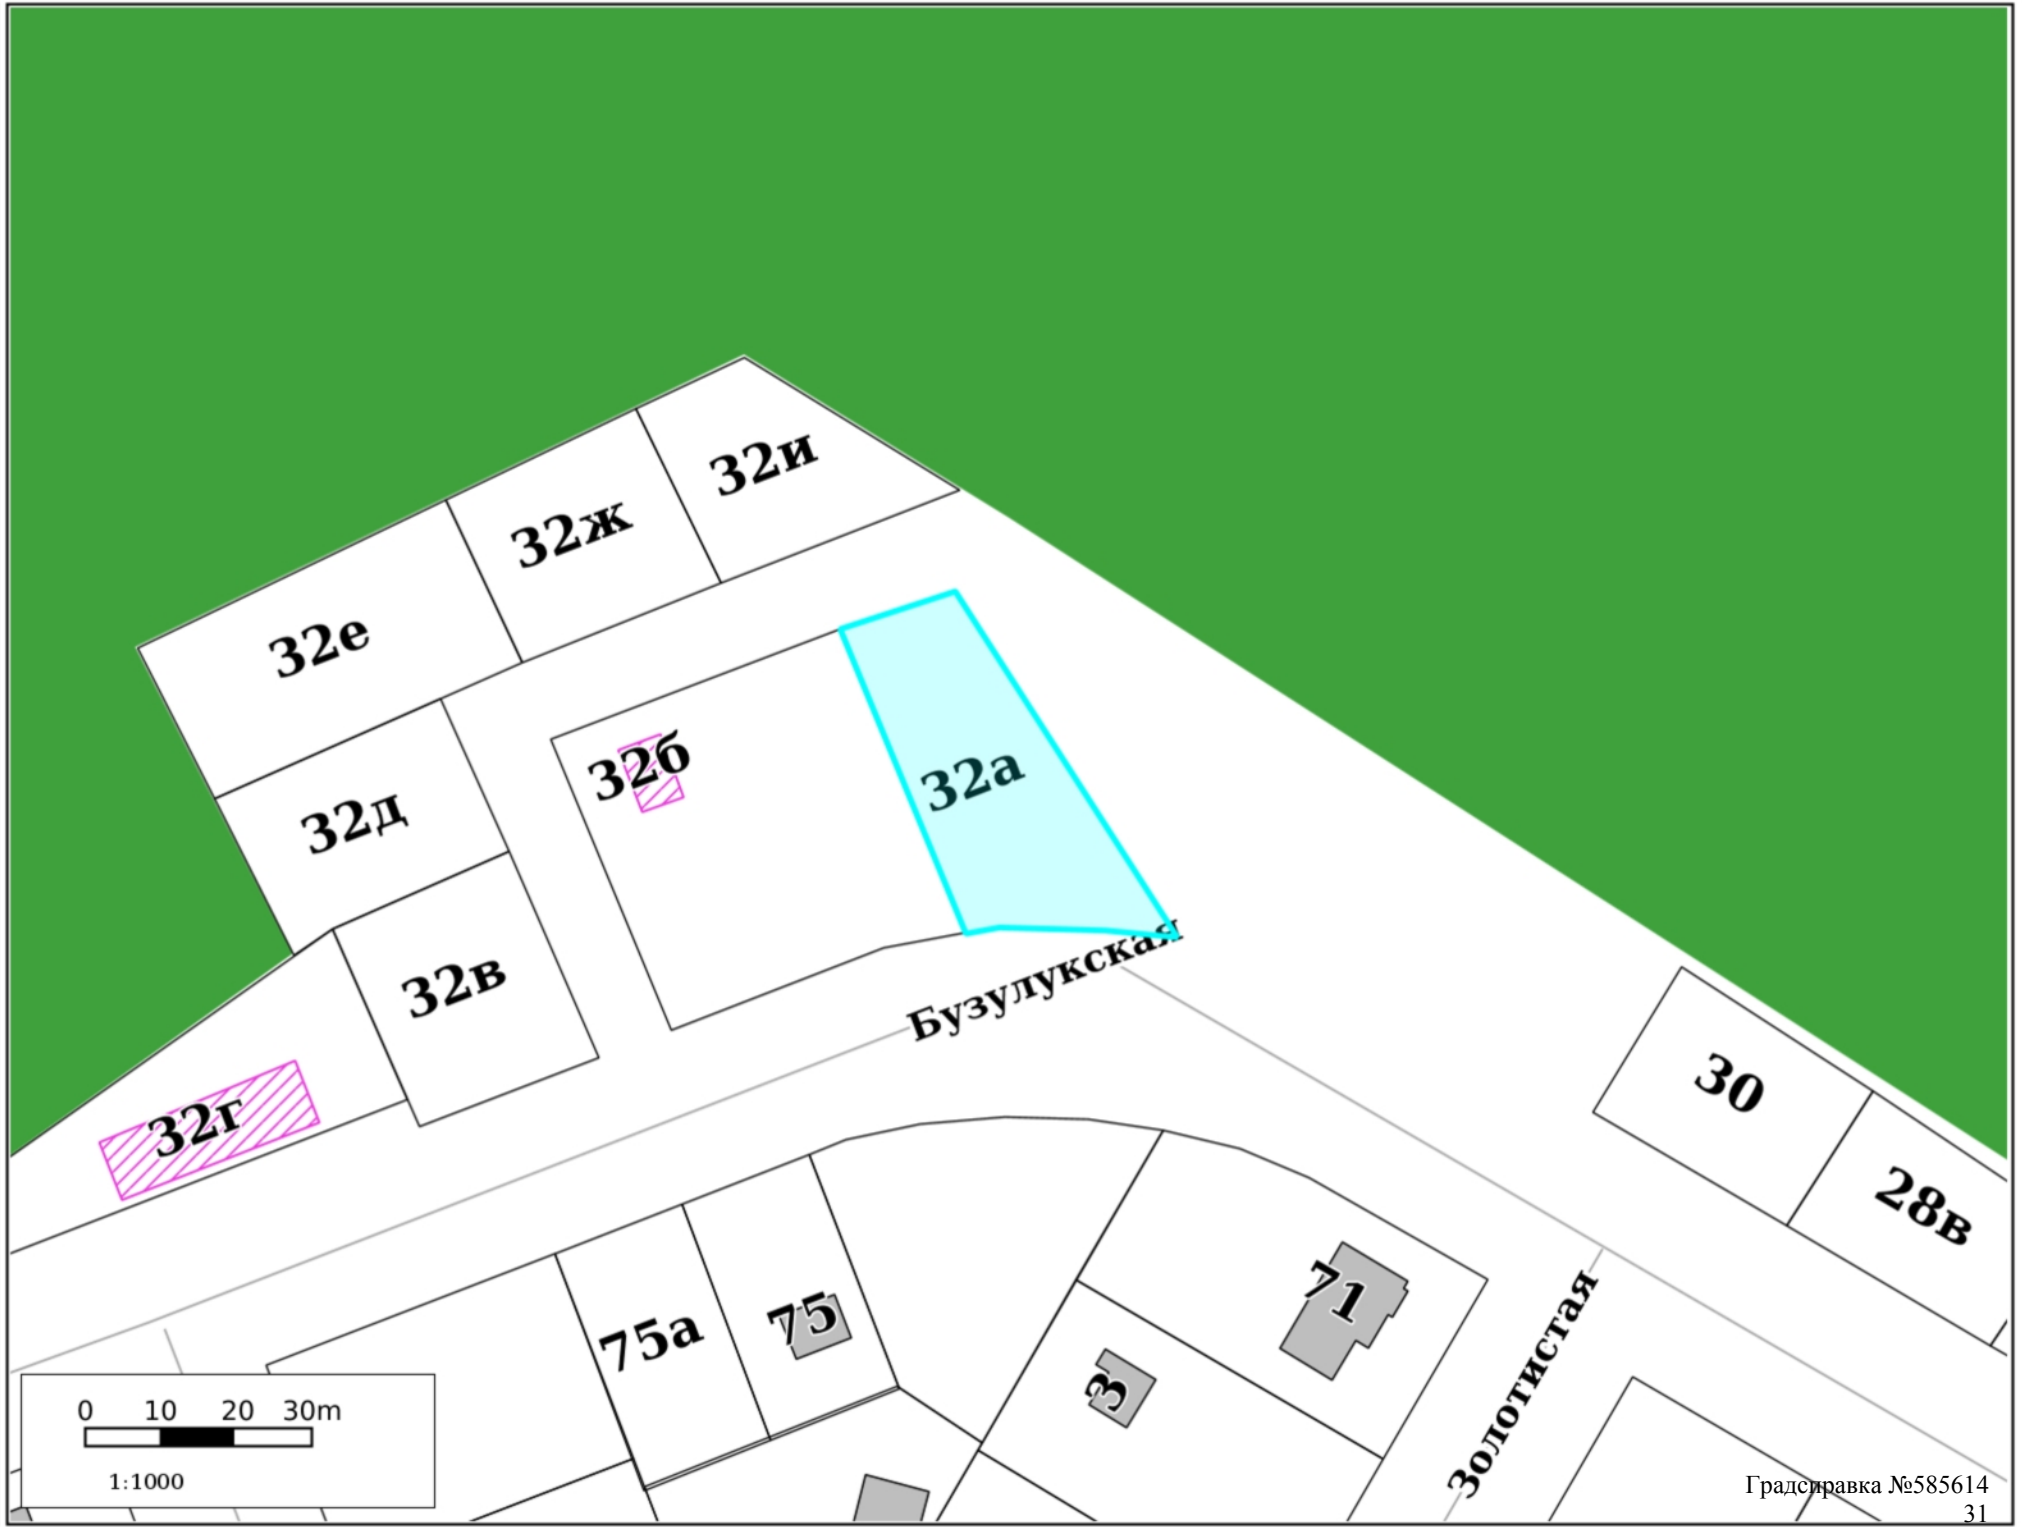 32и
32ж
32е
32б
32а
32д
32в
Бузулукская
32г
30
28в
71
75
75а
3
Золотистая
0 10 20 30m
1:1000
Градсправка №585614
31